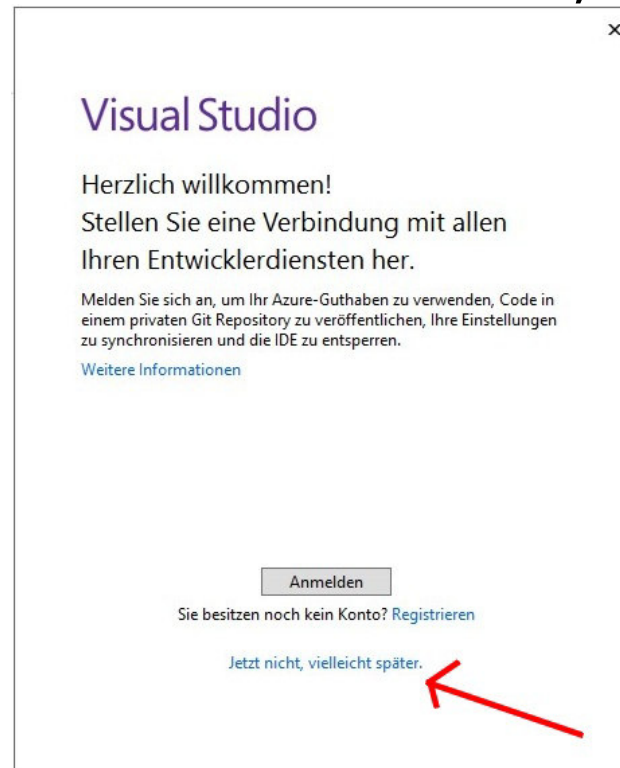 Visual Studio
Herzlich willkommen!
Stellen Sie eine Verbindung mit allen
Ihren Entwicklerdiensten her.
Melden Sie sich an, um Ihr Azure-Guthaben zu verwenden, Code in
einem privaten Git Repository zu veröffentlichen, Ihre Einstellungen
zu synchronisieren und die IDE zu entsperren.
Weitere Informationen
Anmelden
Sie besitzen noch kein Konto? Registrieren
Jetzt nicht, vielleicht später.